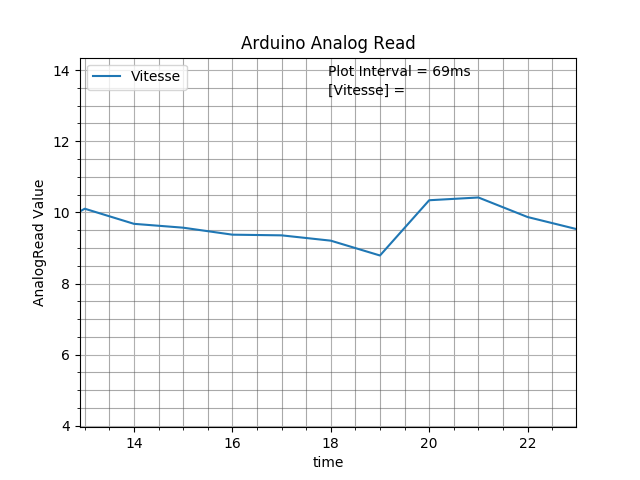 Arduino Analog Read
Vitesse
Plot Interval = 69ms
[Vitesse] =
AnalogRead Value
14
12
10
8
6
4
14 16 18 20 22
time